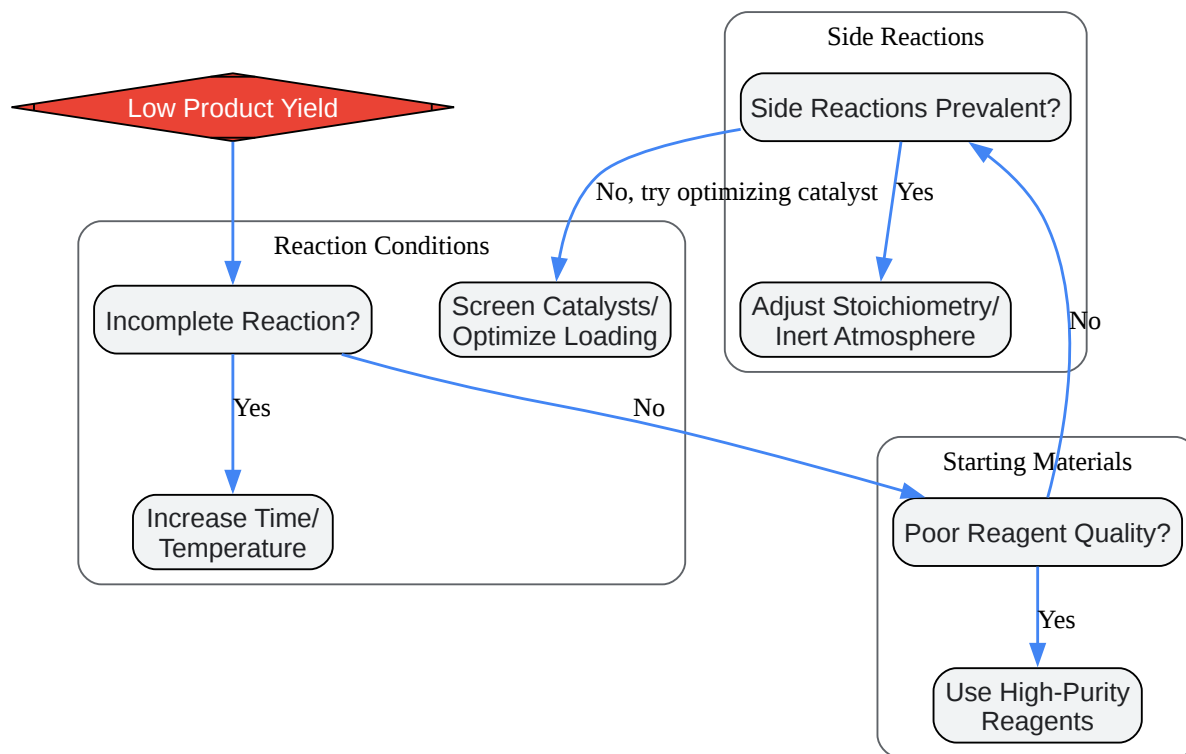 Side Reactions
Low Product Yield
Side Reactions Prevalent?
No, try optimizing catalyst
Yes
Reaction Conditions
Incomplete Reaction?
Screen Catalysts/
Optimize Loading
Adjust Stoichiometry/
Inert Atmosphere
No
Yes
No
Starting Materials
Increase Time/
Temperature
Poor Reagent Quality?
Yes
Use High-Purity
Reagents